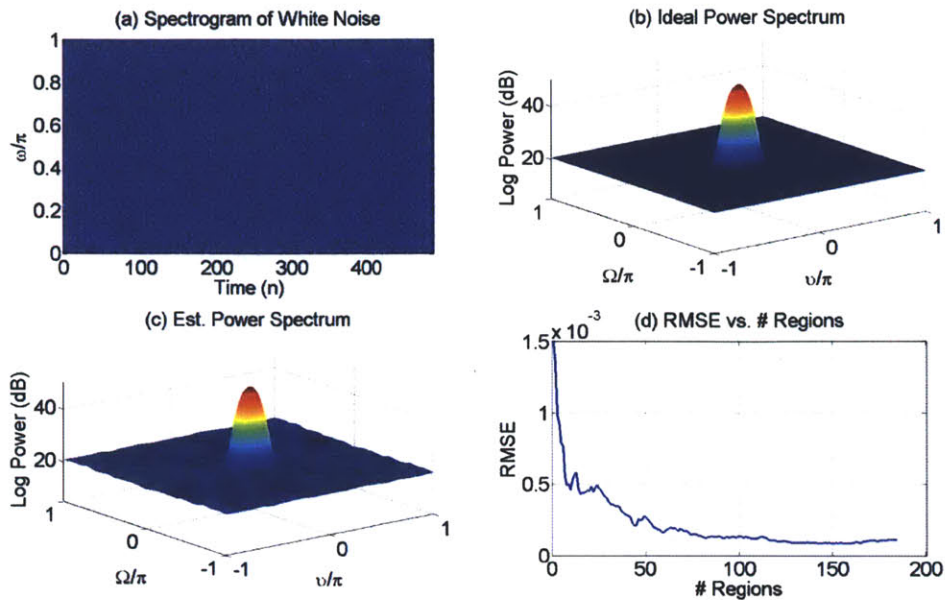 (a) Spectrogram of White Noise
1
0.8
0.6
0.4
0.2
0
ω/π
0 100 200 300 400
Time (n)
(b) Ideal Power Spectrum
Log Power (dB)
40
20
1
0
-1
Ω/π
-1
0
1
υ/π
(c) Est. Power Spectrum
Log Power (dB)
40
20
1
0
-1
Ω/π
-1
0
1
υ/π
(d) RMSE vs. # Regions
x 10^-3
1.5
1
0.5
0
RMSE
0 50 100 150 200
# Regions